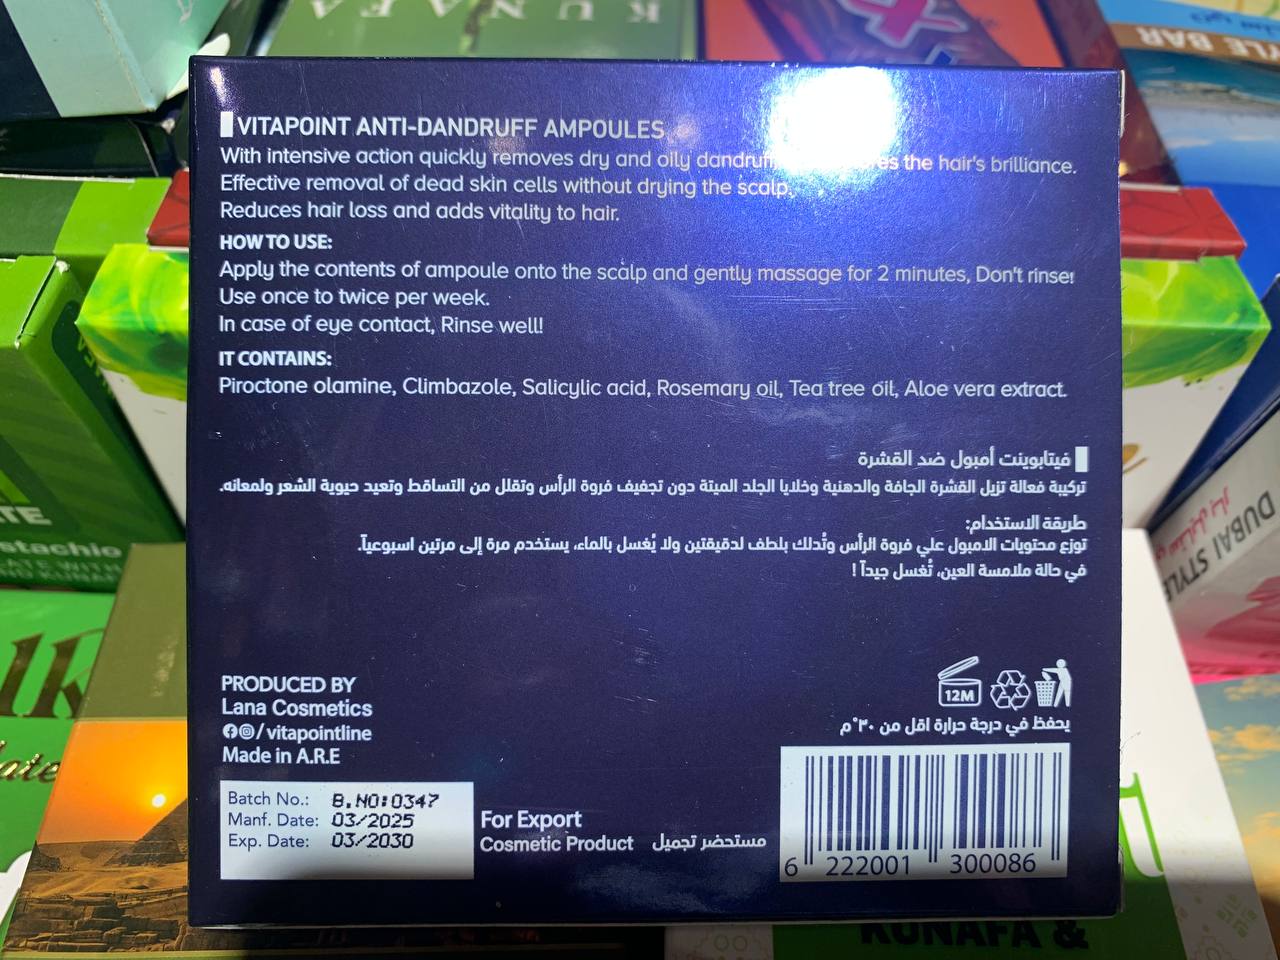 KUNAFA
LE BAR
VITAPOINT ANTI-DANDRUFF AMPOULES
With intensive action quickly removes dry and oily dandruff the hair's brilliance.
Effective removal of dead skin cells without drying the scalp,
Reduces hair loss and adds vitality to hair.
HOW TO USE:
Apply the contents of ampoule onto the scalp and gently massage for 2 minutes, Don't rinse!
Use once to twice per week.
In case of eye contact, Rinse well!
IT CONTAINS:
Piroctone olamine, Climbazole, Salicylic acid, Rosemary oil, Tea tree oil, Aloe vera extract.
فيتابوينت أمبول ضد القشرة
تركيبة فعالة تزيل القشرة الجافة والدهنية وخلايا الجلد الميتة دون تجفيف فروة الرأس وتقلل من التساقط وتعيد حيوية الشعر ولمعانه.
طريقة الاستخدام:
توزع محتويات الامبول علي فروة الرأس وتُدلك بلطف لدقيقتين ولا يُغسل بالماء، يستخدم مرة إلى مرتين اسبوعياً.
في حالة ملامسة العين، تُغسل جيداً !
PRODUCED BY
Lana Cosmetics
/vitapointline
Made in A.R.E
12M
يحفظ في درجة حرارة اقل من ٣٠°م
Batch No.: B.NO:0347
Manf. Date: 03/2025
Exp. Date: 03/2030
For Export
Cosmetic Product مستحضر تجميل
6 222001 300086
DUBAI STYLE
KUNAFA &